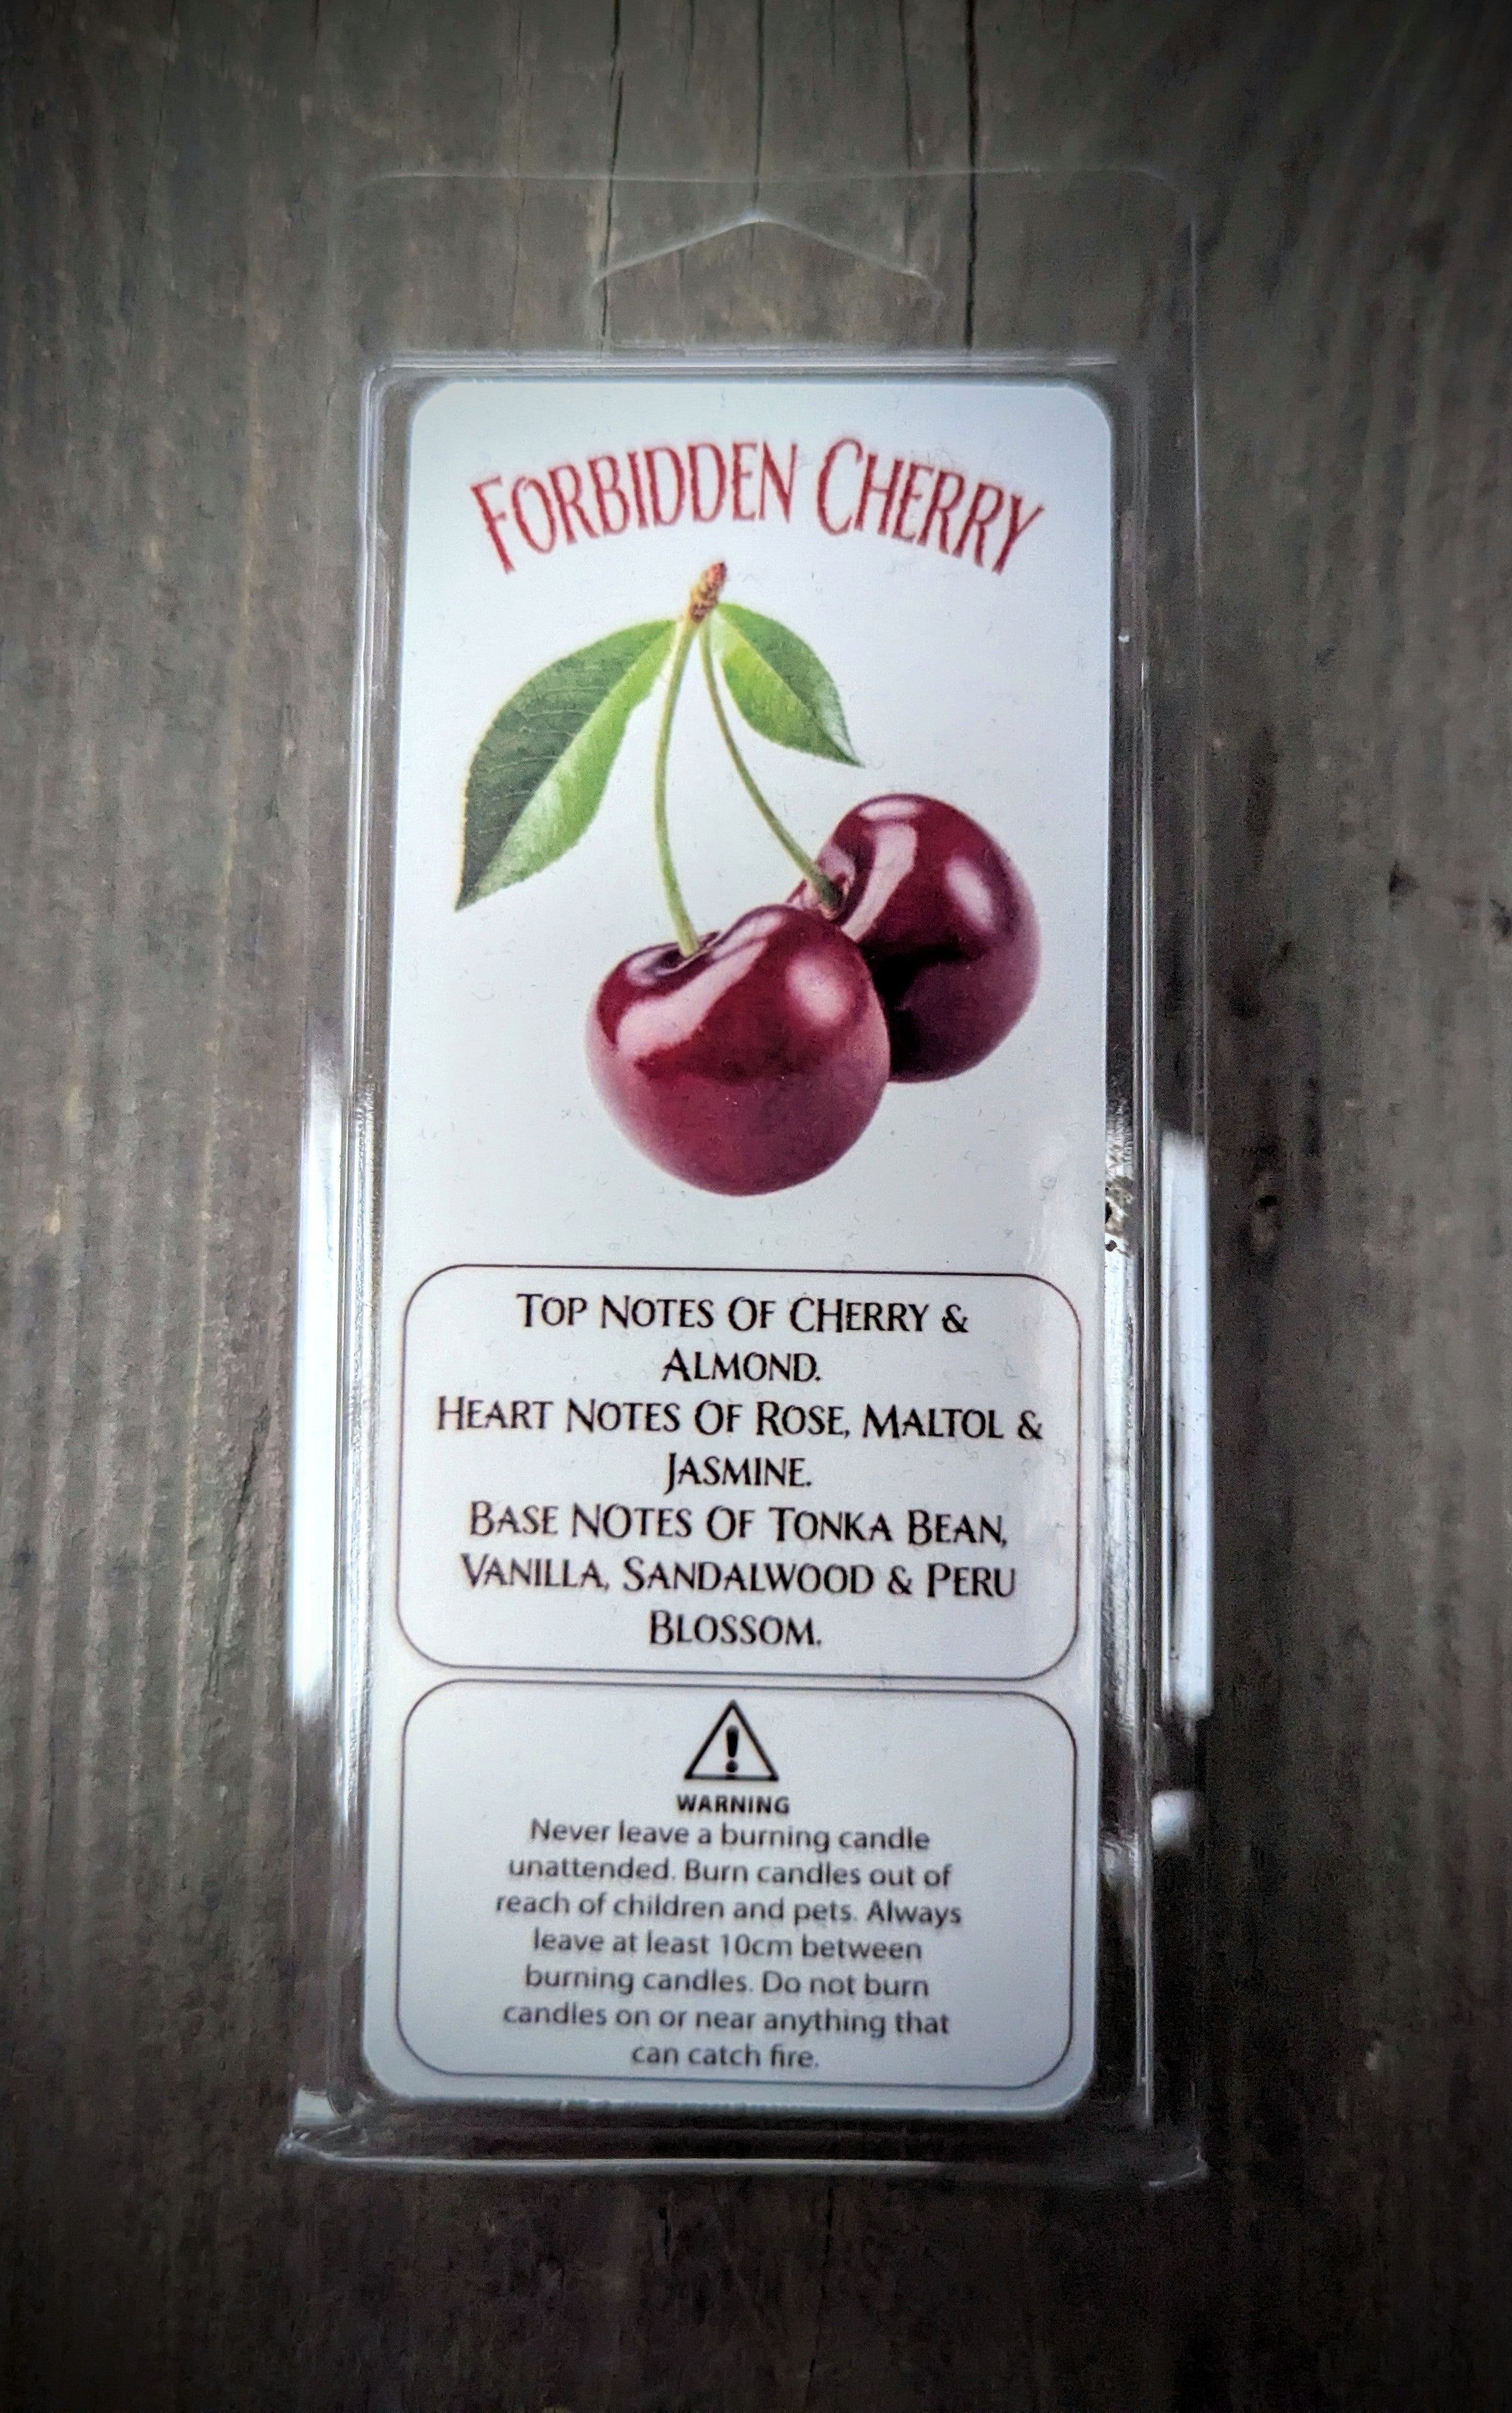 FORBIDDEN CHERRY
TOP NOTES OF CHERRY &
ALMOND.
HEART NOTES OF ROSE, MALTOL &
JASMINE.
BASE NOTES OF TONKA BEAN,
VANILLA, SANDALWOOD & PERU
BLOSSOM.
WARNING
Never leave a burning candle
unattended. Burn candles out of
reach of children and pets. Always
leave at least 10cm between
burning candles. Do not burn
candles on or near anything that
can catch fire.